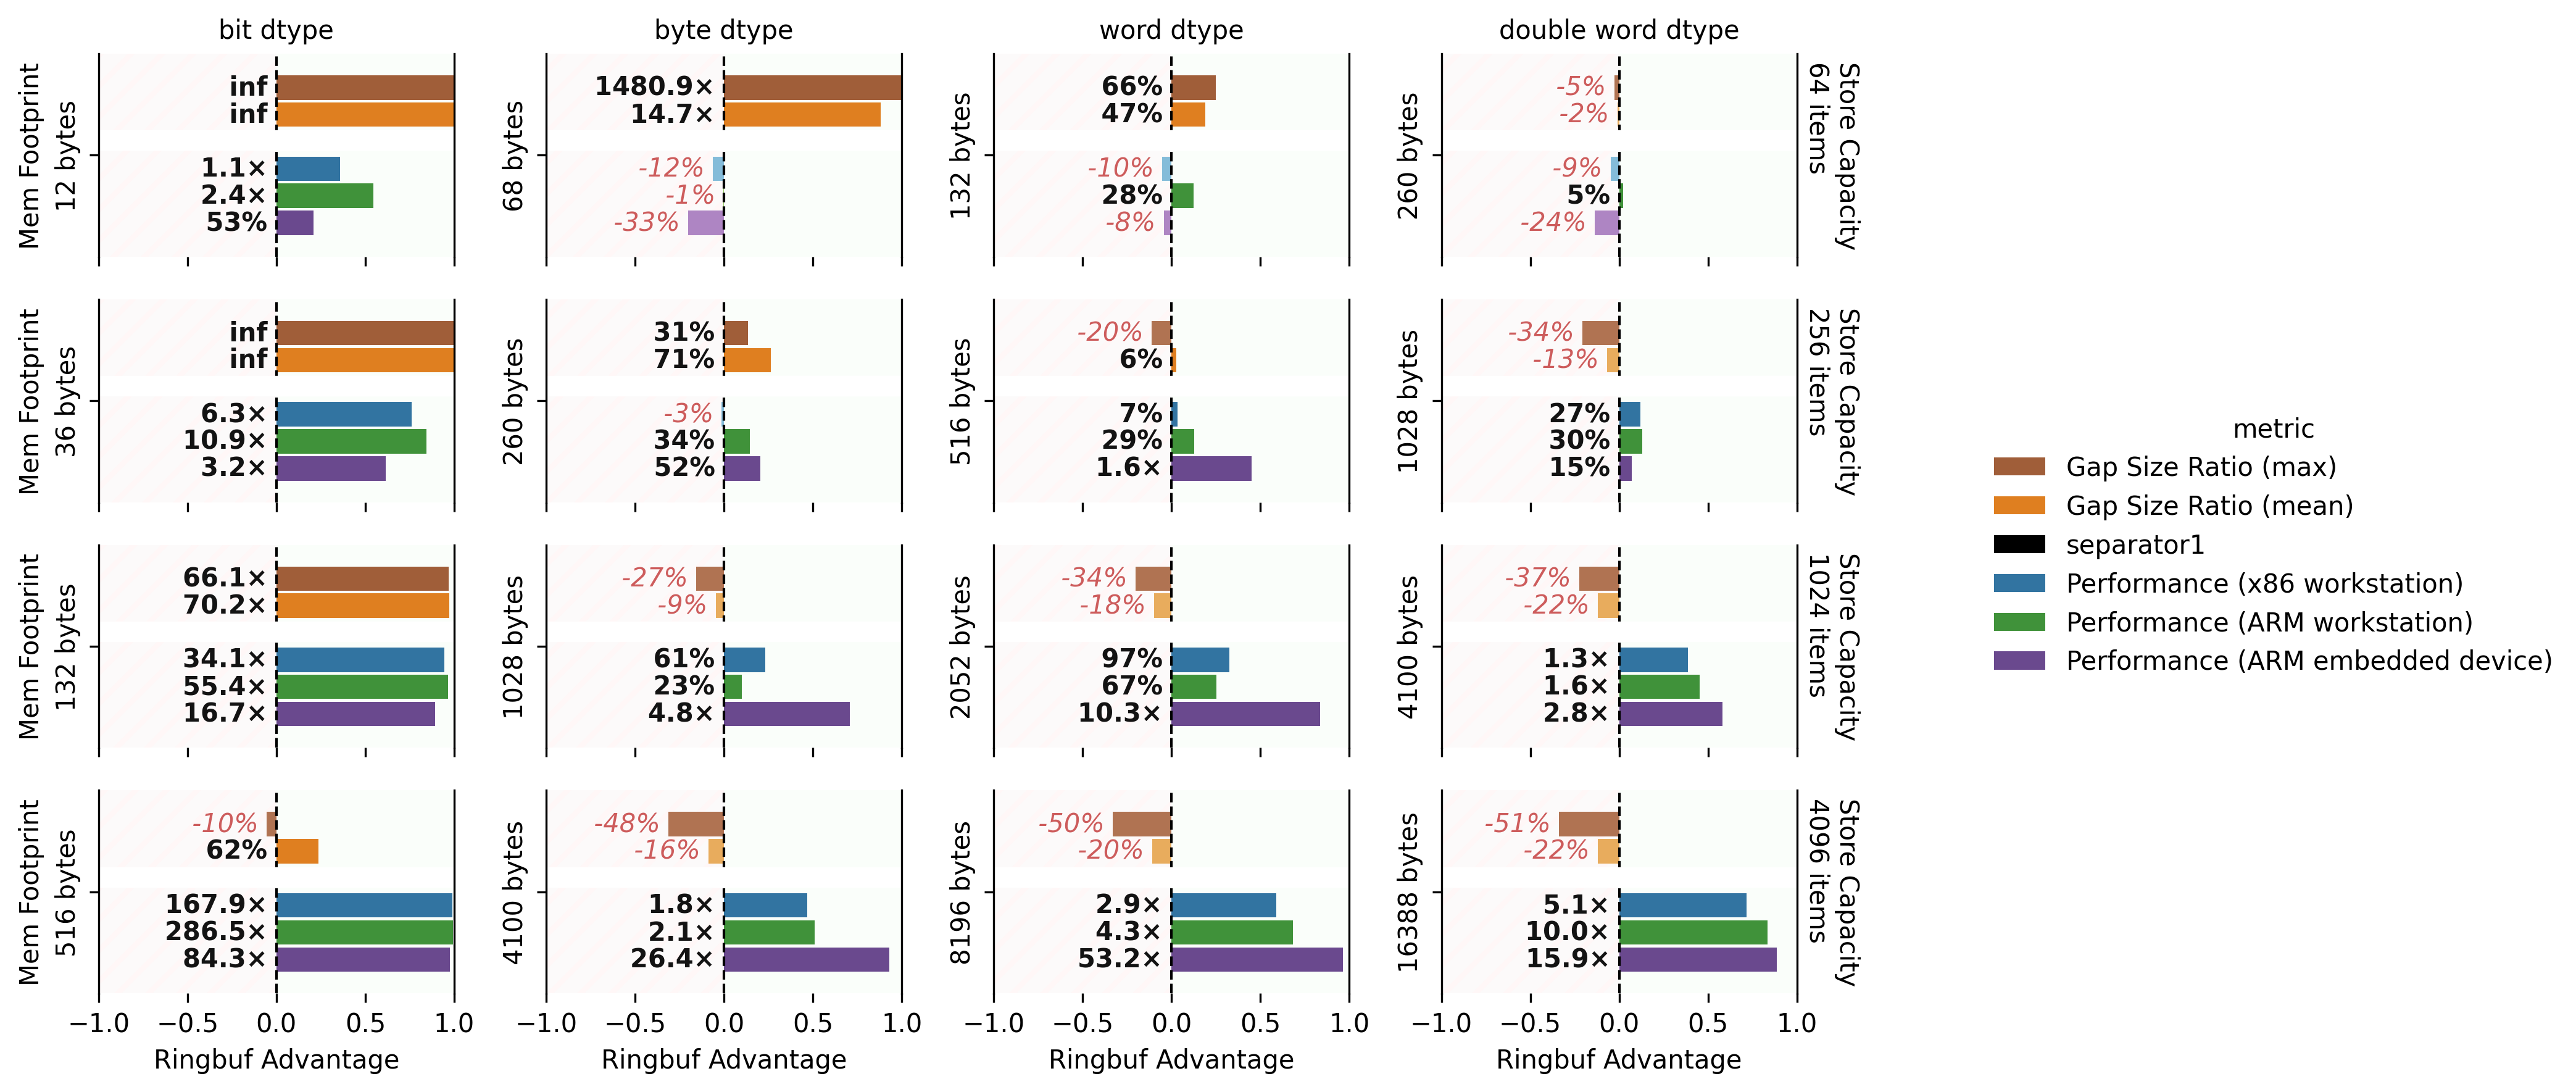 bit dtype
byte dtype
word dtype
double word dtype
Mem Footprint
12 bytes
inf
inf
1.1×
2.4×
53%
68 bytes
1480.9×
14.7×
-12%
-1%
-33%
132 bytes
66%
47%
-10%
28%
-8%
260 bytes
-5%
-2%
-9%
5%
-24%
Store Capacity
64 items
Mem Footprint
36 bytes
inf
inf
6.3×
10.9×
3.2×
260 bytes
31%
71%
-3%
34%
52%
516 bytes
-20%
6%
7%
29%
1.6×
1028 bytes
-34%
-13%
27%
30%
15%
Store Capacity
256 items
Mem Footprint
132 bytes
66.1×
70.2×
34.1×
55.4×
16.7×
1028 bytes
-27%
-9%
61%
23%
4.8×
2052 bytes
-34%
-18%
97%
67%
10.3×
4100 bytes
-37%
-22%
1.3×
1.6×
2.8×
Store Capacity
1024 items
Mem Footprint
516 bytes
-10%
62%
167.9×
286.5×
84.3×
4100 bytes
-48%
-16%
1.8×
2.1×
26.4×
8196 bytes
-50%
-20%
2.9×
4.3×
53.2×
16388 bytes
-51%
-22%
5.1×
10.0×
15.9×
Store Capacity
4096 items
−1.0 −0.5 0.0 0.5 1.0
−1.0 −0.5 0.0 0.5 1.0
−1.0 −0.5 0.0 0.5 1.0
−1.0 −0.5 0.0 0.5 1.0
Ringbuf Advantage
Ringbuf Advantage
Ringbuf Advantage
Ringbuf Advantage
metric
Gap Size Ratio (max)
Gap Size Ratio (mean)
separator1
Performance (x86 workstation)
Performance (ARM workstation)
Performance (ARM embedded device)